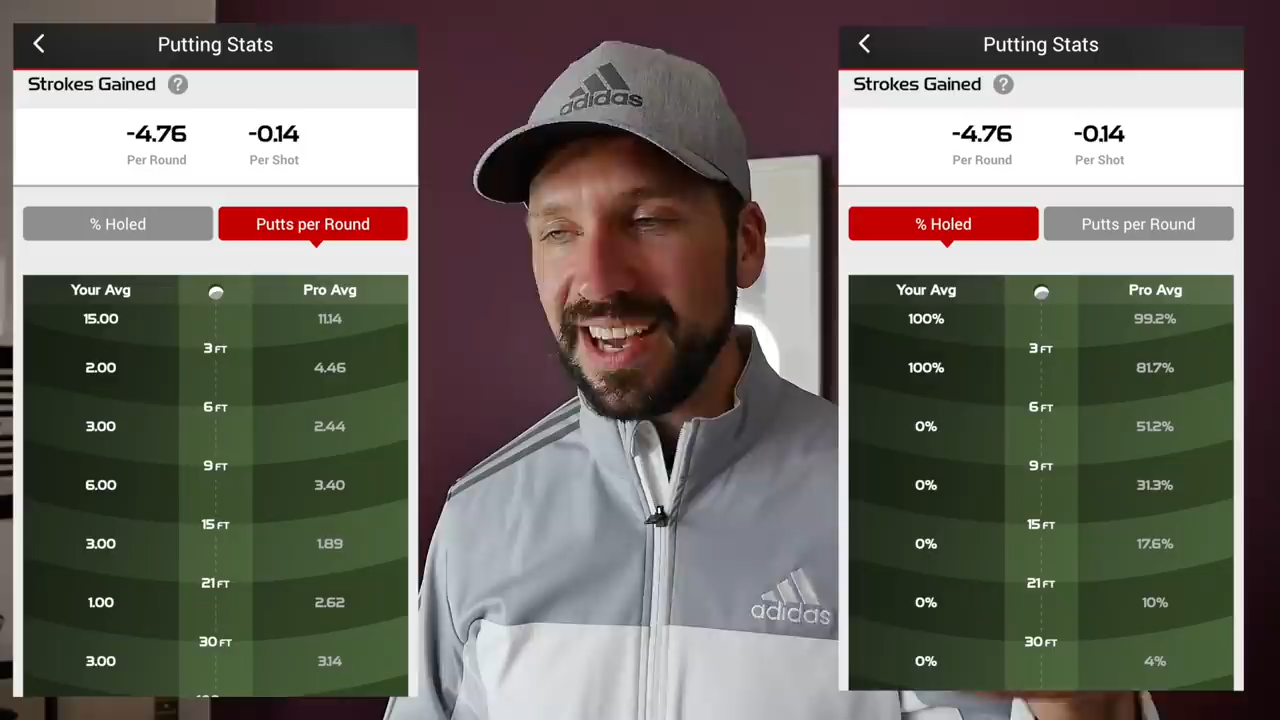 Putting Stats
Strokes Gained ?
-4.76 -0.14
Per Round Per Shot
% Holed Putts per Round
Your Avg Pro Avg
15.00 11.14
3 FT
2.00 4.46
6 FT
3.00 2.44
9 FT
6.00 3.40
15 FT
3.00 1.89
21 FT
1.00 2.62
30 FT
3.00 3.14
adidas
adidas
Putting Stats
Strokes Gained ?
-4.76 -0.14
Per Round Per Shot
% Holed Putts per Round
Your Avg Pro Avg
100% 99.2%
3 FT
100% 81.7%
6 FT
0% 51.2%
9 FT
0% 31.3%
15 FT
0% 17.6%
21 FT
0% 10%
30 FT
0% 4%